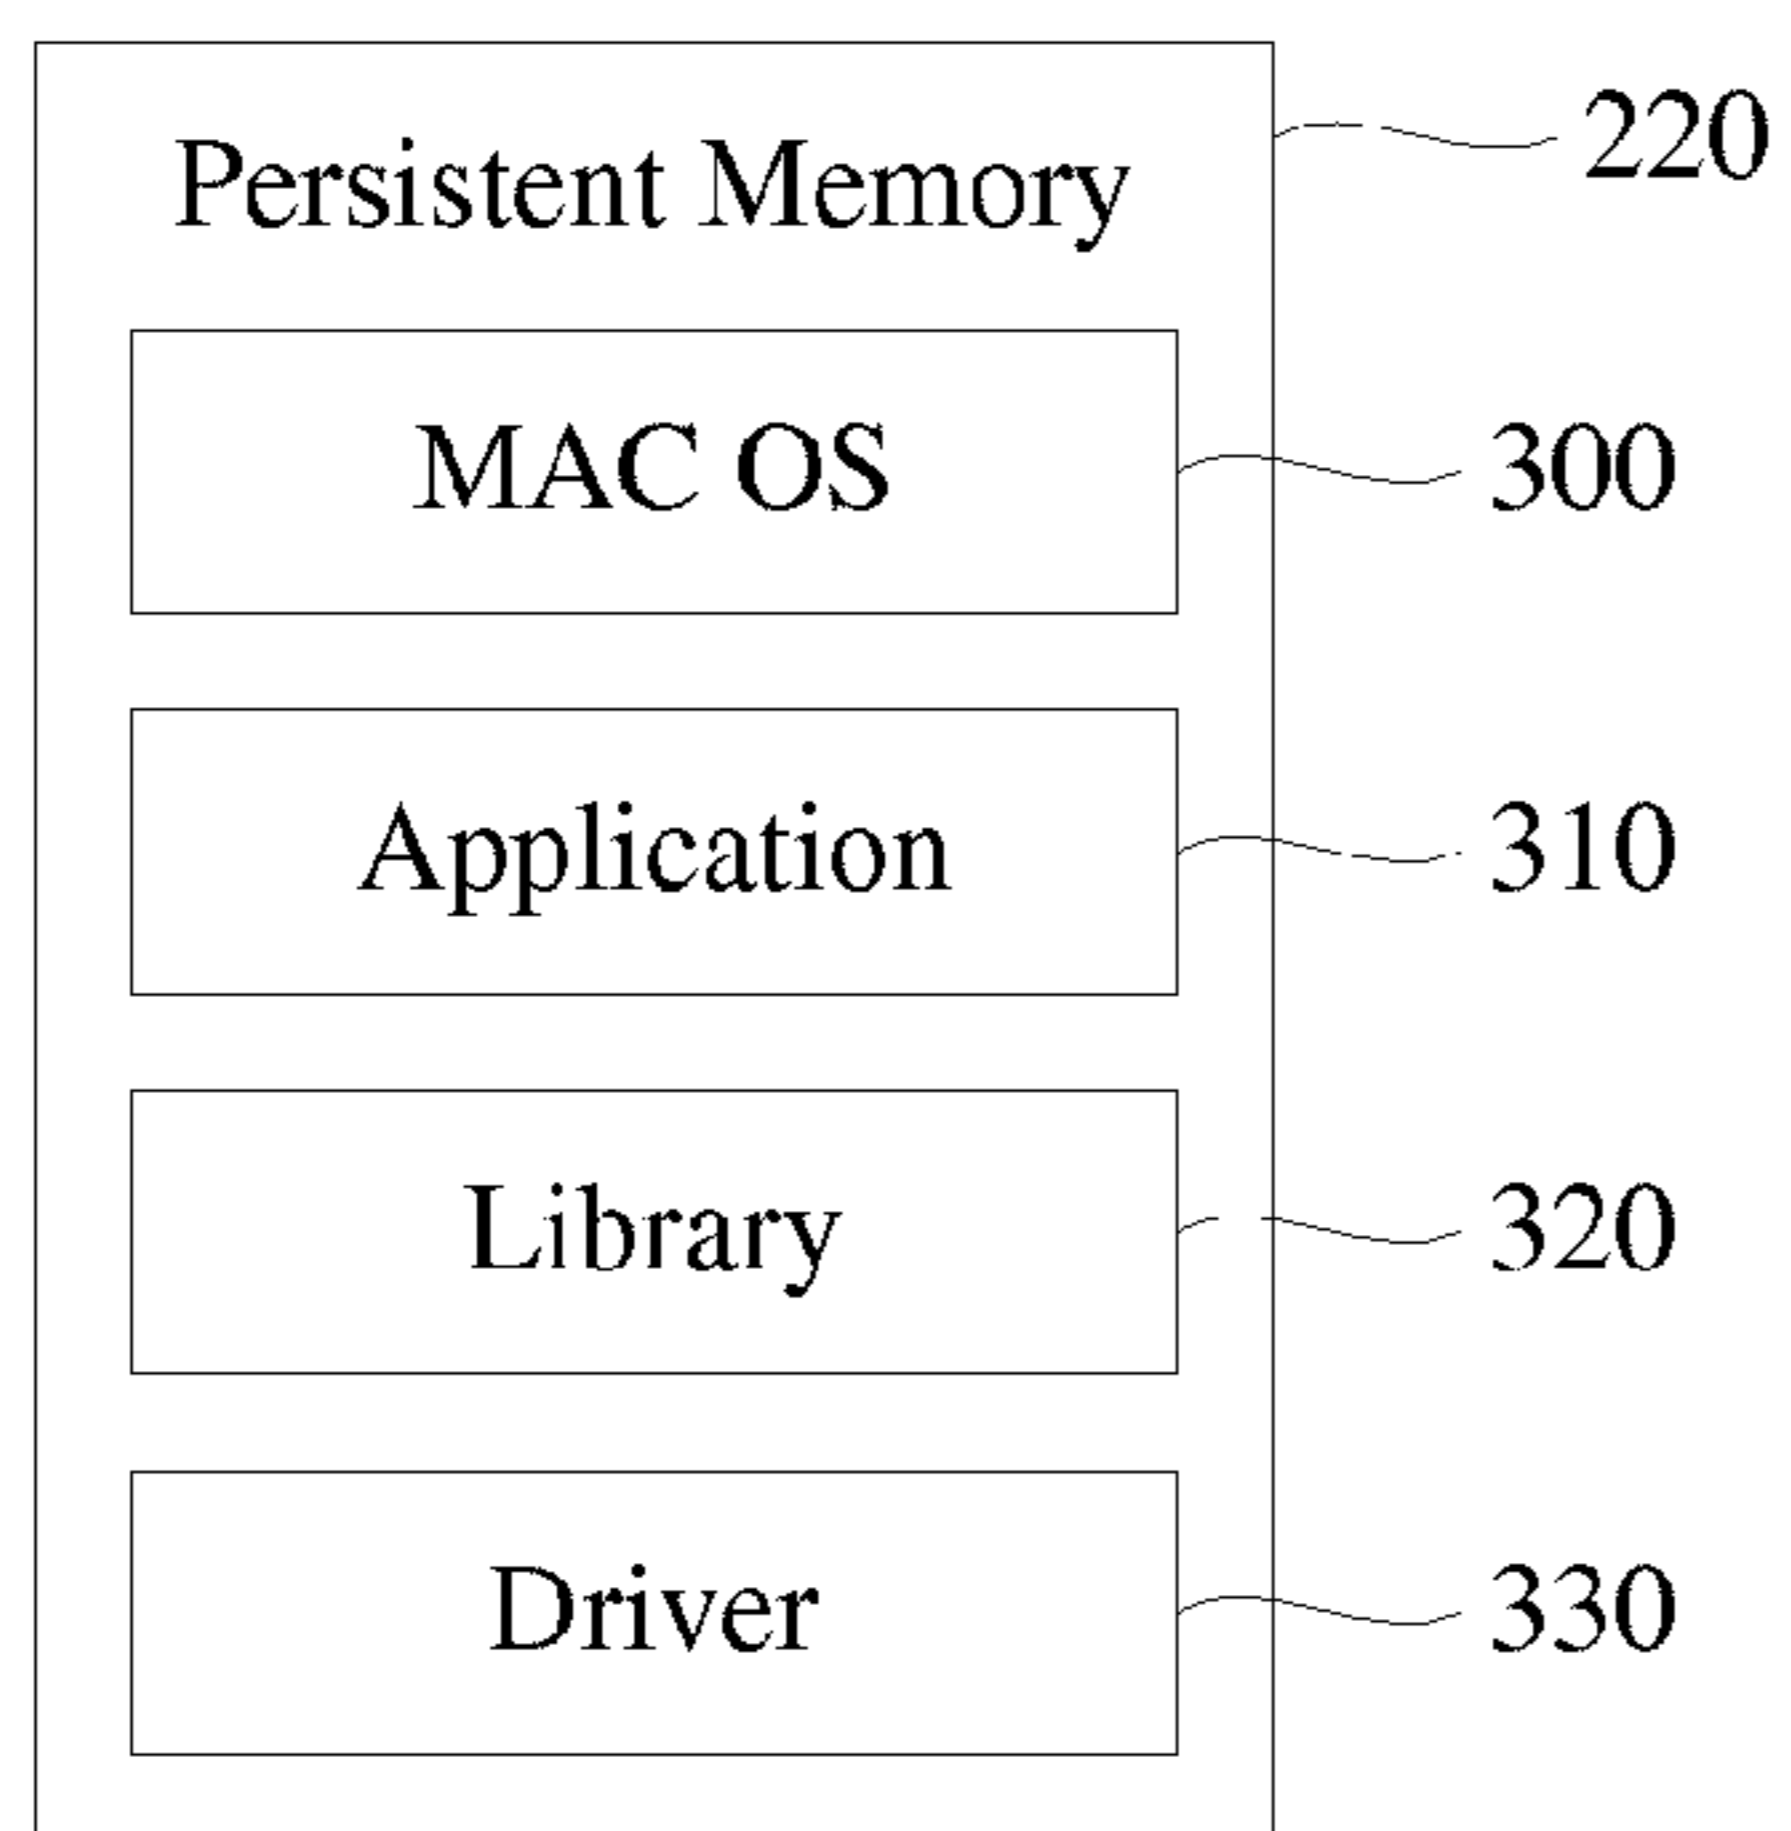 Persistent Memory 220
MAC OS 300
Application 310
Library 320
Driver 330